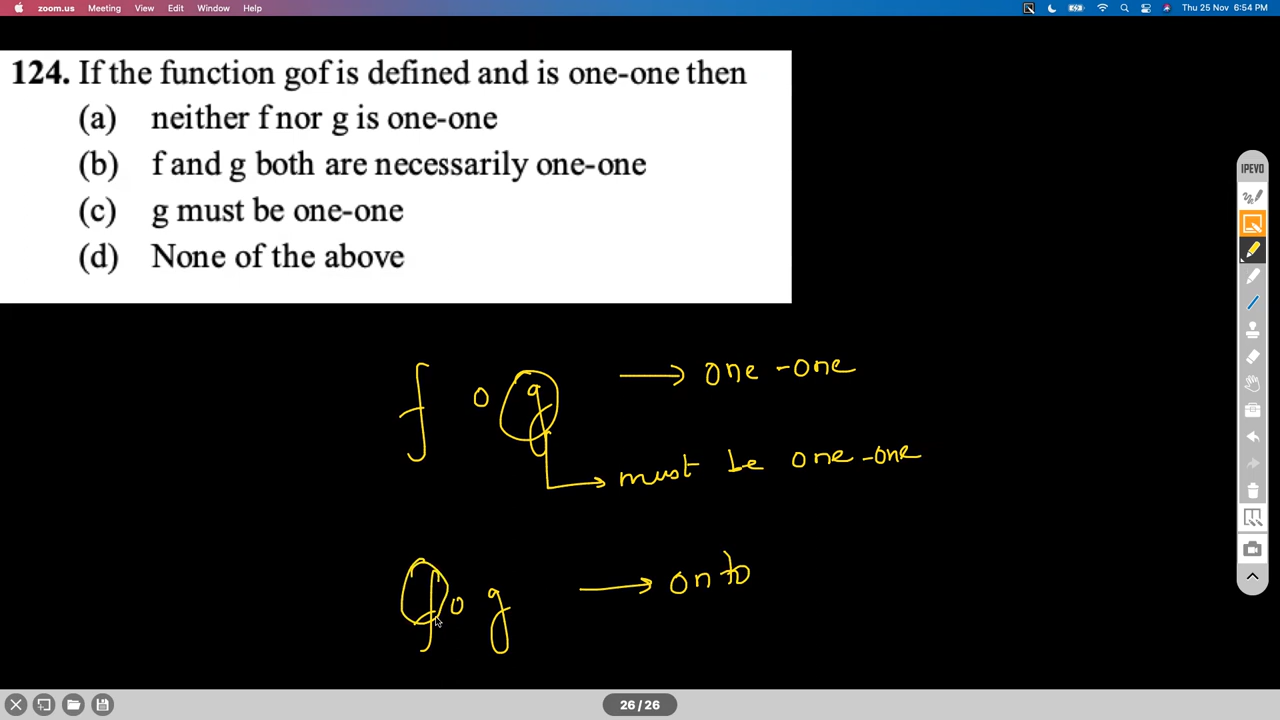 zoom.us Meeting View Edit Window Help Thu 25 Nov 6:54 PM
124. If the function gof is defined and is one-one then
(a) neither f nor g is one-one
(b) f and g both are necessarily one-one
(c) g must be one-one
(d) None of the above
IPEVO
f o g → one-one
→ must be one-one
f o g → onto
26 / 26